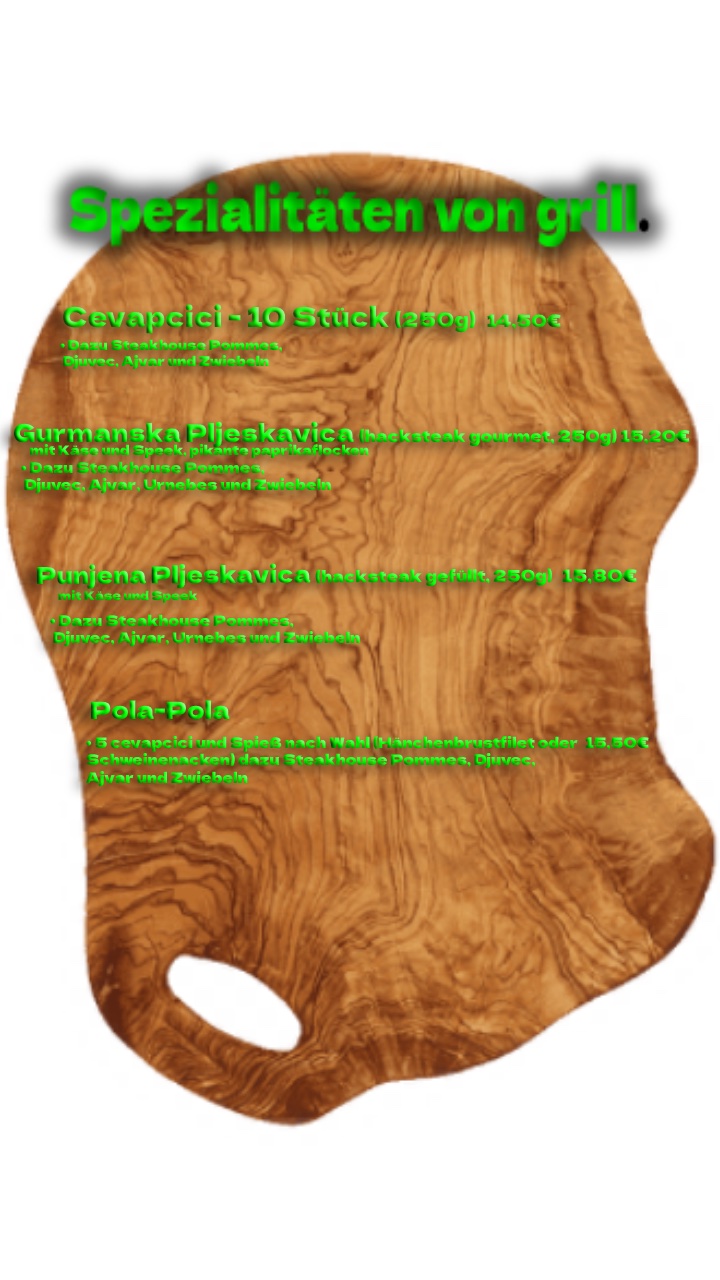 Spezialitäten von grill.
Cevapcici - 10 Stück (250g) 14,50€
• Dazu Steakhouse Pommes,
Djuvec, Ajvar und Zwiebeln
Gurmanska Pljeskavica (hacksteak gourmet, 250g) 15,20€
mit Käse und Speek, pikante paprikaflocken
• Dazu Steakhouse Pommes,
Djuvec, Ajvar, Urnebes und Zwiebeln
Punjena Pljeskavica (hacksteak gefüllt, 250g) 15,80€
mit Käse und Speek
• Dazu Steakhouse Pommes,
Djuvec, Ajvar, Urnebes und Zwiebeln
Pola-Pola
• 5 cevapcici und Spieß nach Wahl (Hänchenbrustfilet oder 15,50€
Schweinenacken) dazu Steakhouse Pommes, Djuvec,
Ajvar und Zwiebeln